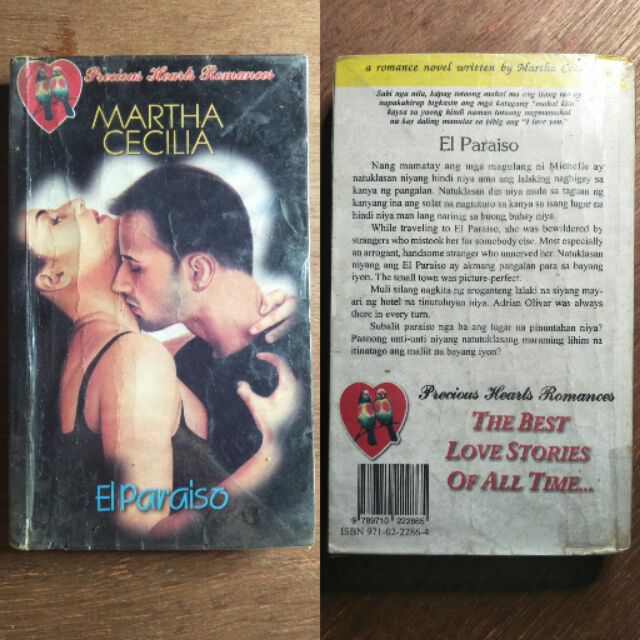 Precious Hearts Romances
MARTHA
CECILIA
El Paraiso
a romance novel written by Martha
Sabi nga nila, kapag totoong mahal mo ang isang tao ay
napakahirap bigkasin ang mga katagang "mahal kita"
kaysa sa yaong hindi naman totoong nagmamahal
na kay daling mamutawi sa bibig ang "I love you."
El Paraiso
Nang mamatay ang mga magulang ni Michelle ay
natuklasan niyang hindi niya ama ang lalaking nagbigay sa
kanya ng pangalan. Natuklasan din niya mula sa taguan ng
kanyang ina ang sulat na nagtuturo sa kanya sa isang lugar na
hindi niya man lang narinig sa buong buhay niya.
While traveling to El Paraiso, she was bewildered by
strangers who mistook her for somebody else. Most especially
an arrogant, handsome stranger who unnerved her. Natuklasan
niyang ang El Paraiso ay akmang pangalan para sa bayang
iyon. The small town was picture-perfect.
Muli silang nagkita ng aroganteng lalaki na siyang may-
ari ng hotel na tinutuluyan niya. Adrian Olivar was always
there in every turn.
Subalit paraiso nga ba ang lugar na pinuntahan niya?
Paanong unti-unti niyang natuklasang maraming lihim na
itinatago ang maliit na bayang iyon?
Precious Hearts Romances
THE BEST
LOVE STORIES
OF ALL TIME...
9 789710 222865
ISBN 971-02-2286-4